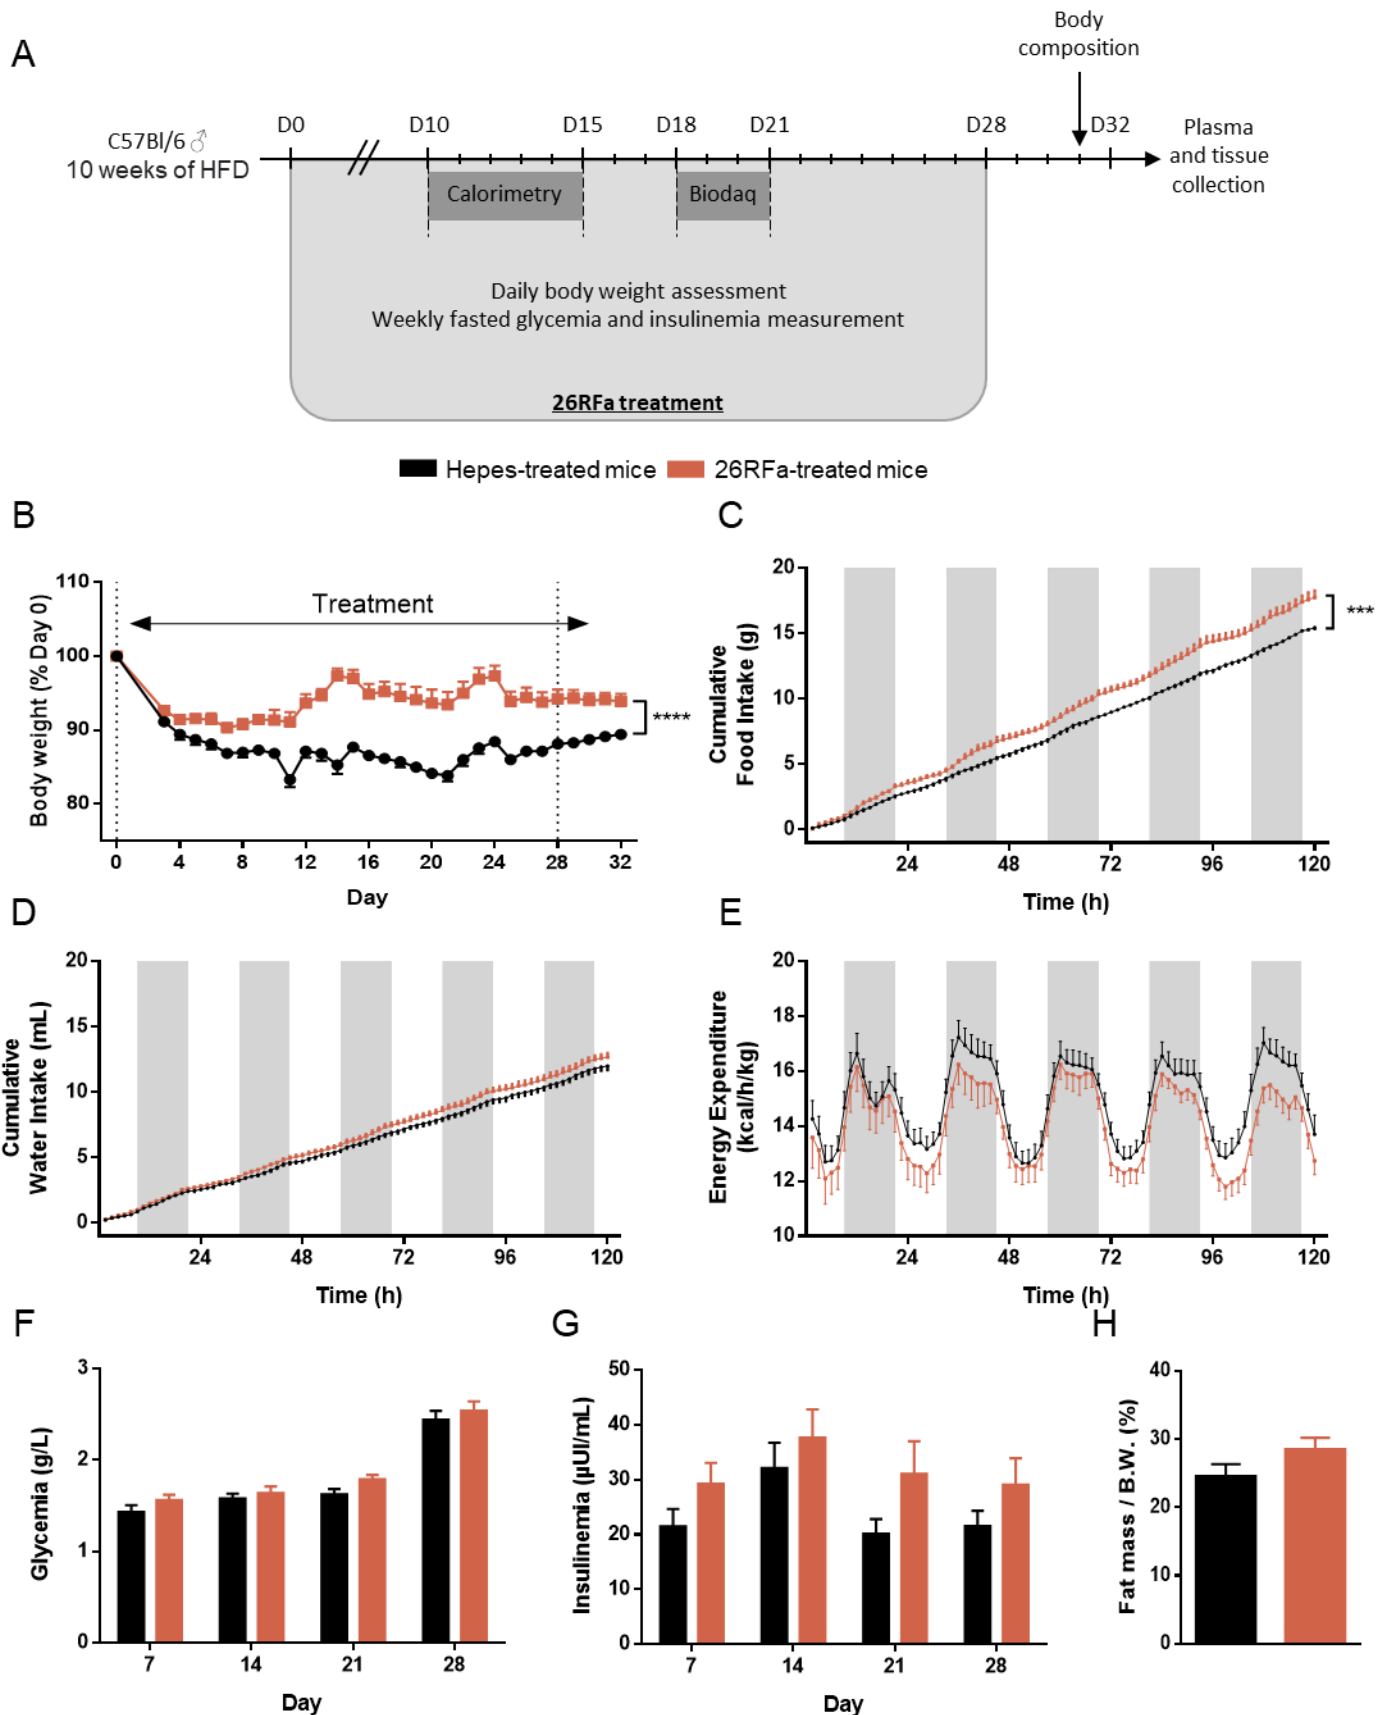 A
Body
composition
C57Bl/6 ♂
10 weeks of HFD
D0
D10
D15
D18
D21
D28
D32
Plasma
and tissue
collection
Calorimetry
Biodaq
Daily body weight assessment
Weekly fasted glycemia and insulinemia measurement
26RFa treatment
Hepes-treated mice
26RFa-treated mice
B
Body weight (% Day 0)
110
100
90
80
Treatment
****
0 4 8 12 16 20 24 28 32
Day
C
Cumulative
Food Intake (g)
20
15
10
5
0
***
24 48 72 96 120
Time (h)
D
Cumulative
Water Intake (mL)
20
15
10
5
0
24 48 72 96 120
Time (h)
E
Energy Expenditure
(kcal/h/kg)
20
18
16
14
12
10
24 48 72 96 120
Time (h)
F
Glycemia (g/L)
3
2
1
0
7 14 21 28
Day
G
Insulinemia (µUI/mL)
50
40
30
20
10
0
7 14 21 28
Day
H
Fat mass / B.W. (%)
40
30
20
10
0